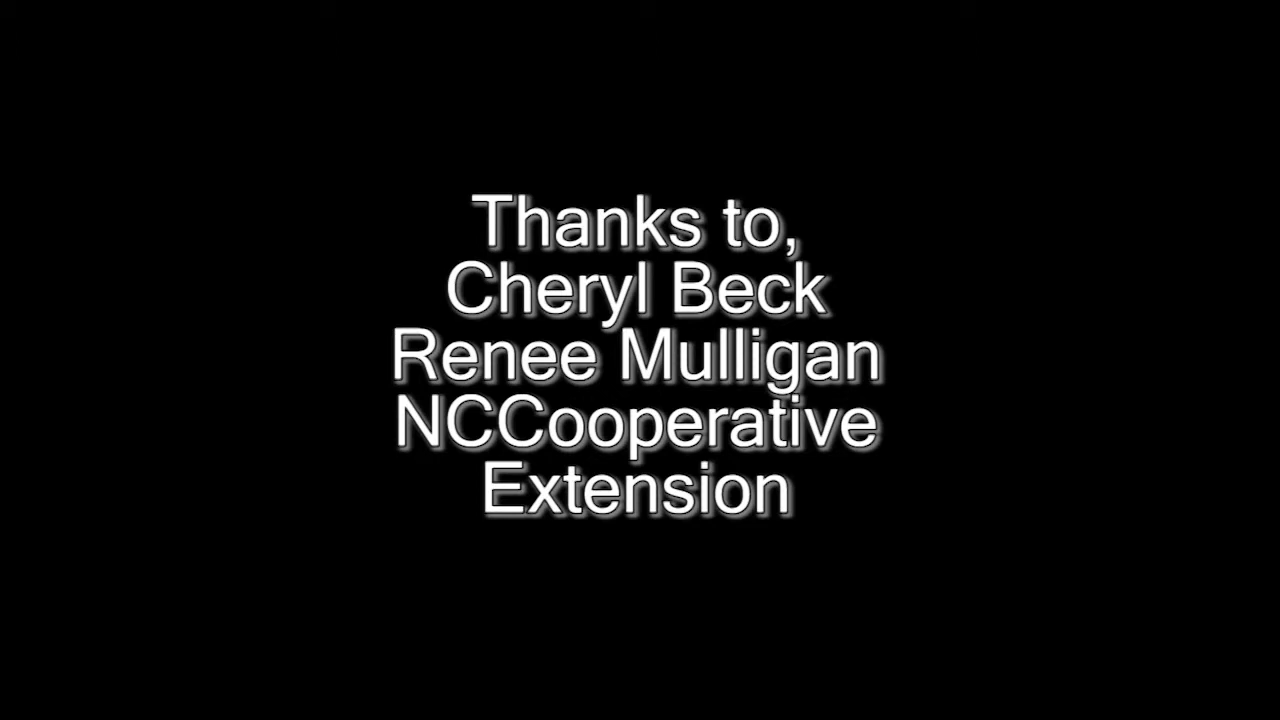 Thanks to,
Cheryl Beck
Renee Mulligan
NCCooperative
Extension